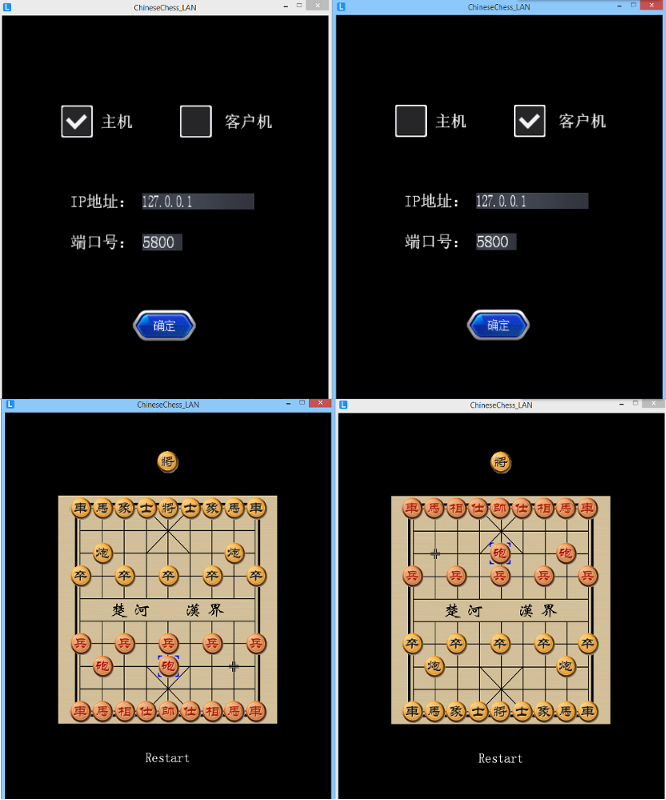 ChineseChess_LAN
主机 客户机
IP地址： 127.0.0.1
端口号： 5800
确定
ChineseChess_LAN
主机 客户机
IP地址： 127.0.0.1
端口号： 5800
确定
ChineseChess_LAN
將
車 馬 象 士 將 士 象 馬 車
炮 炮
卒 卒 卒 卒 卒
楚河 漢界
兵 兵 兵 兵 兵
砲 砲
車 馬 相 仕 帥 仕 相 馬 車
Restart
ChineseChess_LAN
將
車 馬 相 仕 帥 仕 相 馬 車
砲 砲
兵 兵 兵 兵 兵
楚河 漢界
卒 卒 卒 卒 卒
炮 炮
車 馬 象 士 將 士 象 馬 車
Restart